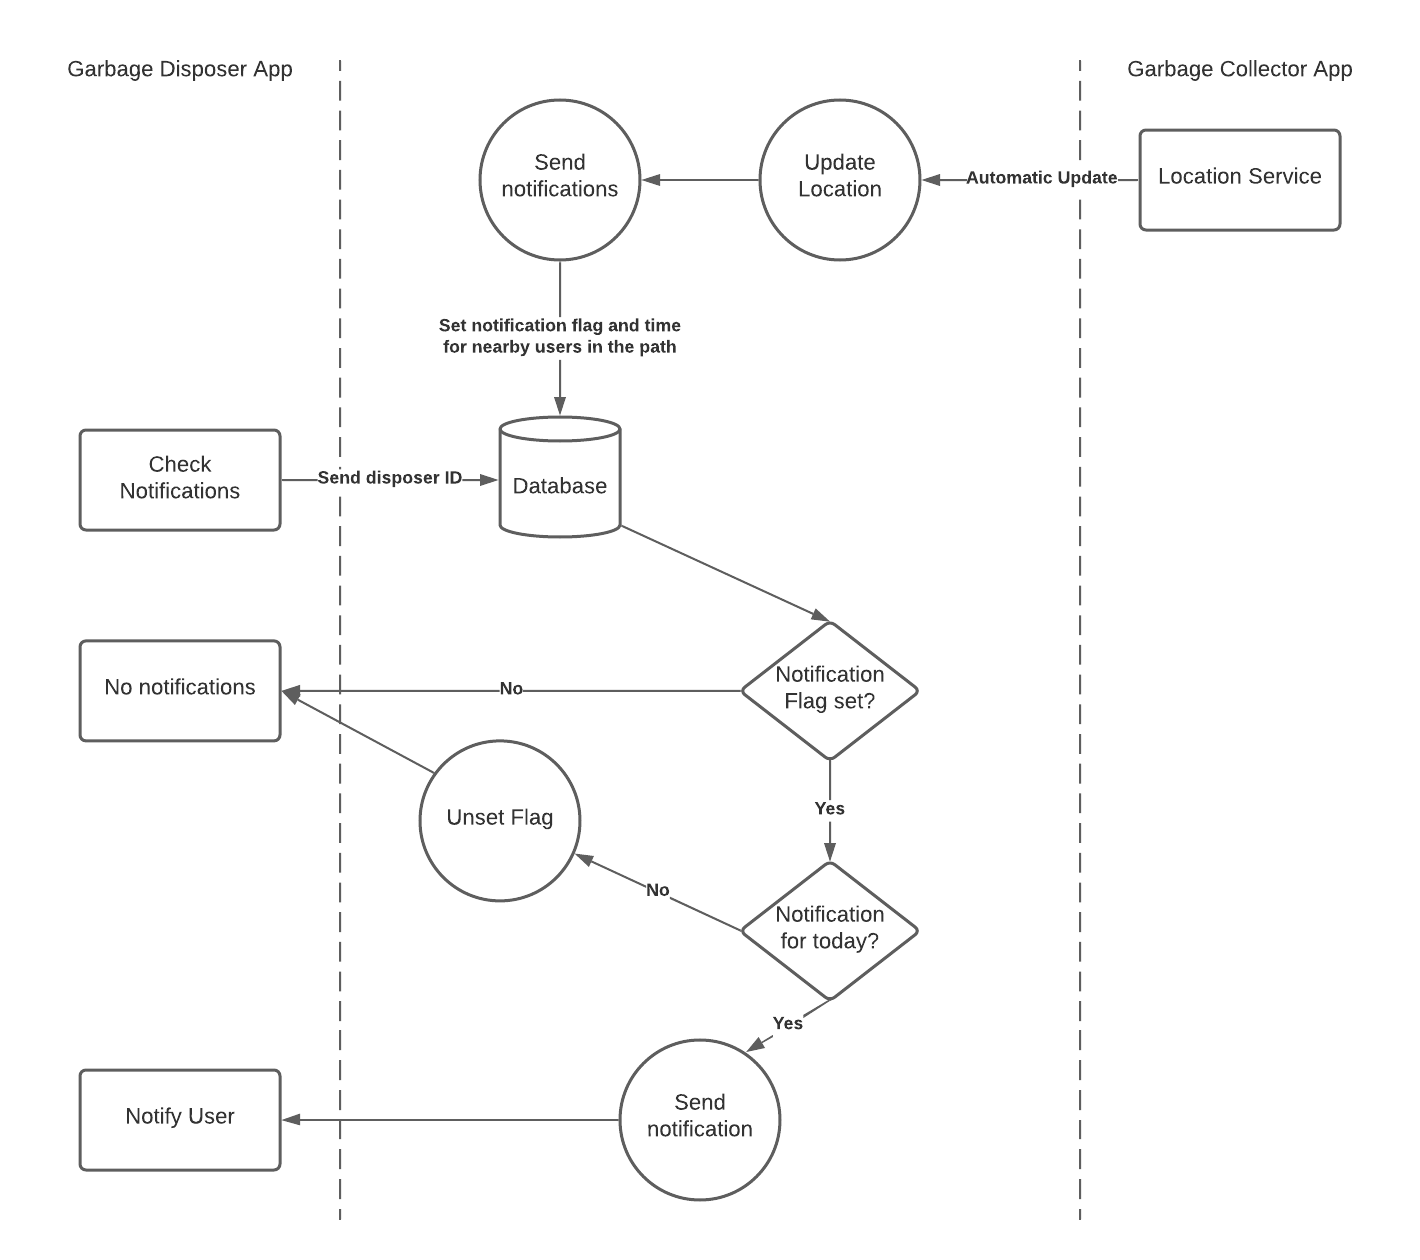 Garbage Disposer App
Garbage Collector App
Send
notifications
Update
Location
Automatic Update
Location Service
Set notification flag and time
for nearby users in the path
Check
Notifications
Send disposer ID
Database
No notifications
No
Notification
Flag set?
Unset Flag
Yes
No
Notification
for today?
Yes
Notify User
Send
notification